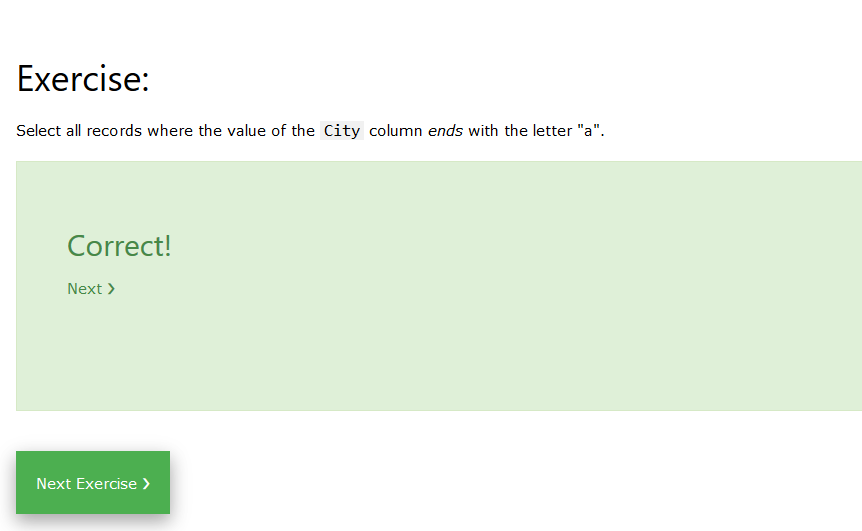 Exercise:
Select all records where the value of the City column ends with the letter "a".
Correct!
Next ❯
Next Exercise ❯